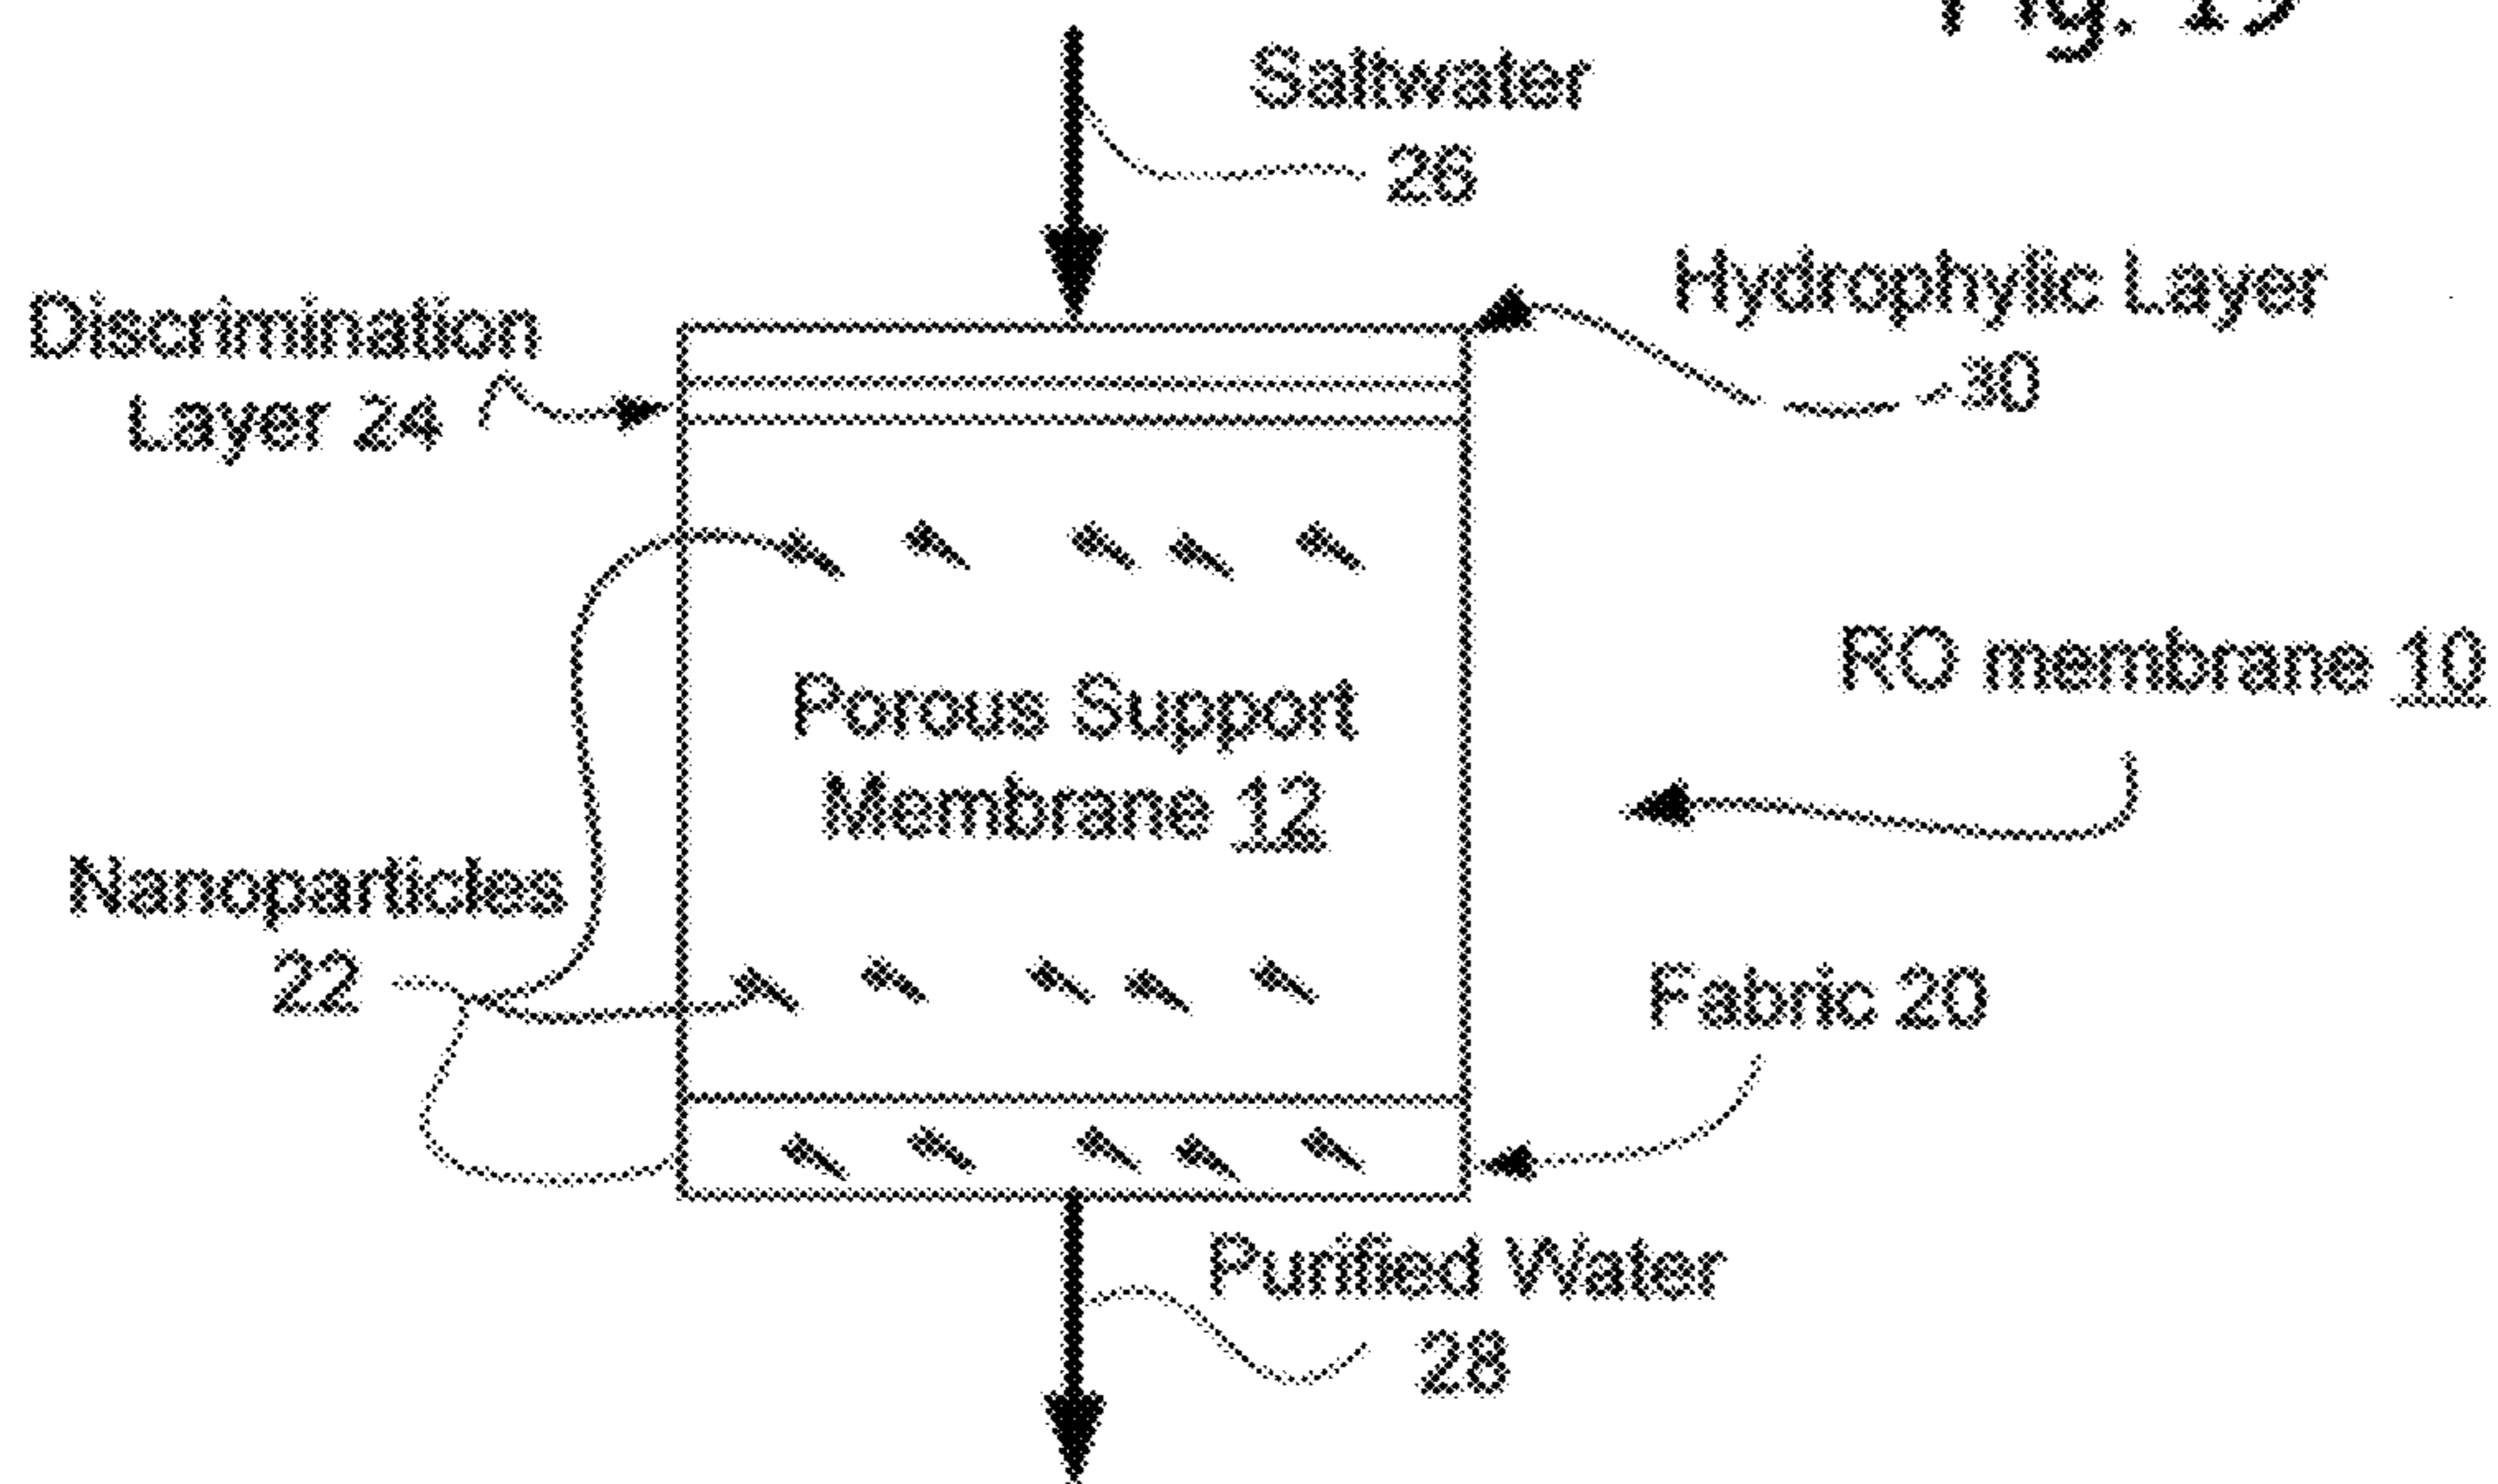 Saltwater
26
Hydrophylic Layer
30
Discrimination
Layer 24
RO membrane 10
Porous Support
Membrane 12
Nanoparticles
22
Fabric 20
Purified Water
28